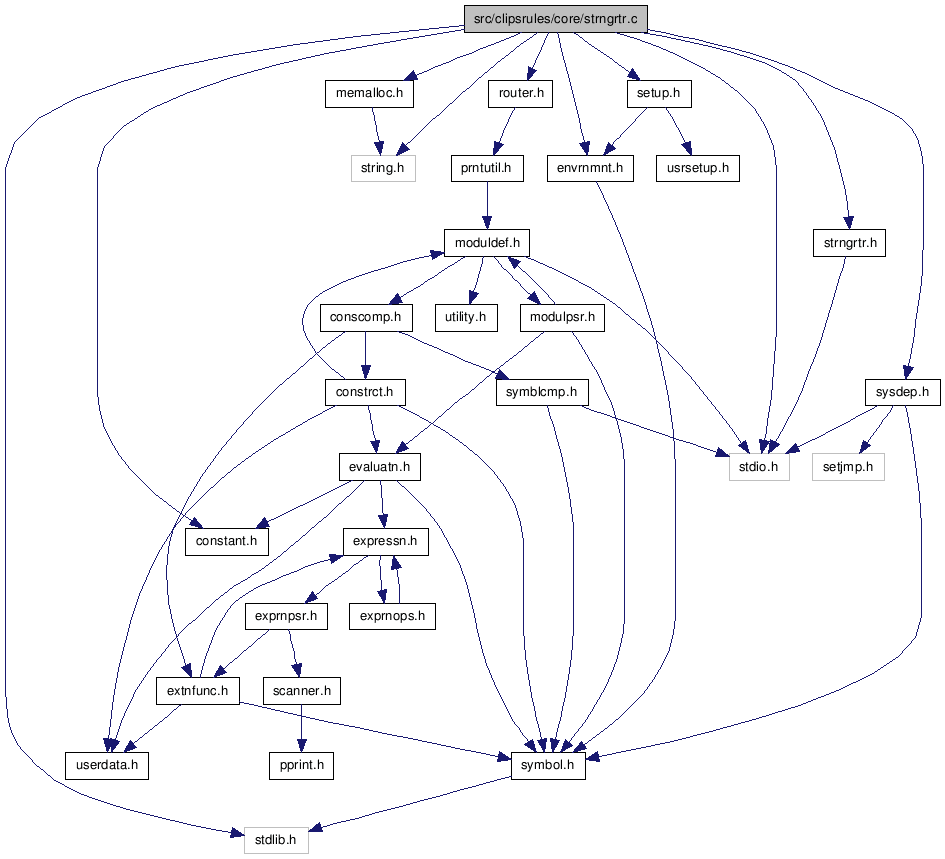 src/clipsrules/core/strngrtr.c
memalloc.h
router.h
setup.h
string.h
prntutil.h
envrnmnt.h
usrsetup.h
moduldef.h
strngrtr.h
conscomp.h
utility.h
modulpsr.h
constrct.h
symblcmp.h
sysdep.h
evaluatn.h
stdio.h
setjmp.h
constant.h
expressn.h
exprnpsr.h
exprnops.h
extnfunc.h
scanner.h
userdata.h
pprint.h
symbol.h
stdlib.h